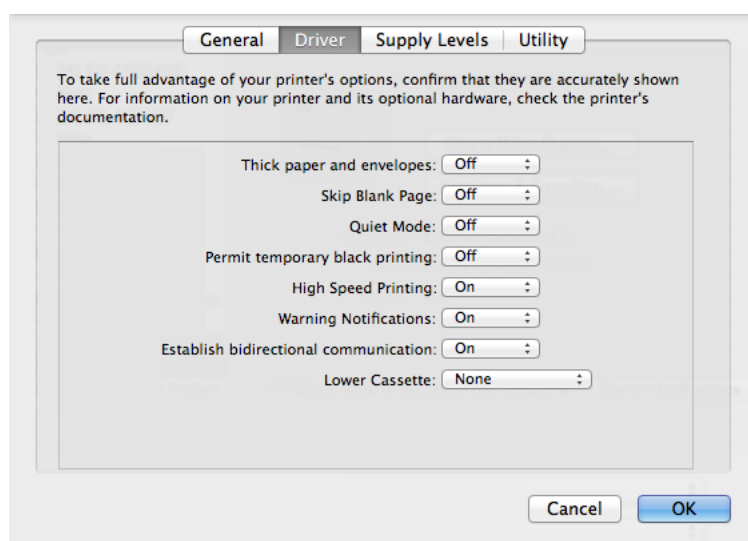 General Driver Supply Levels Utility
To take full advantage of your printer's options, confirm that they are accurately shown
here. For information on your printer and its optional hardware, check the printer's
documentation.
Thick paper and envelopes: Off
Skip Blank Page: Off
Quiet Mode: Off
Permit temporary black printing: Off
High Speed Printing: On
Warning Notifications: On
Establish bidirectional communication: On
Lower Cassette: None
Cancel OK